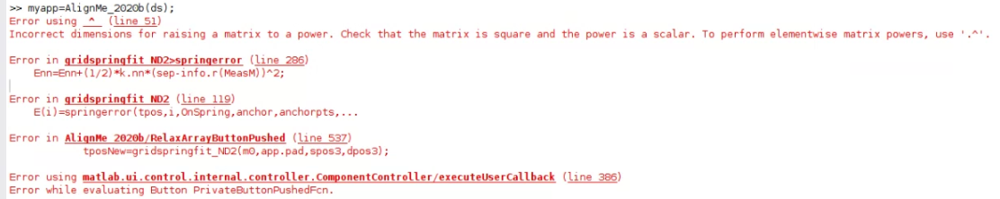 >> myapp=AlignMe_2020b(ds);
Error using ^ (line 51)
Incorrect dimensions for raising a matrix to a power. Check that the matrix is square and the power is a scalar. To perform elementwise matrix powers, use '.^'.
Error in gridspringfit_ND2>springerror (line 286)
Enn=Enn+(1/2)*k.nn*(sep-info.r(MeasM))^2;
Error in gridspringfit_ND2 (line 119)
E(i)=springerror(tpos,i,OnSpring,anchor,anchorpts,...
Error in AlignMe_2020b/RelaxArrayButtonPushed (line 537)
tposNew=gridspringfit_ND2(m0,app.pad,spos3,dpos3);
Error using matlab.ui.control.internal.controller.ComponentController/executeUserCallback (line 386)
Error while evaluating Button PrivateButtonPushedFcn.